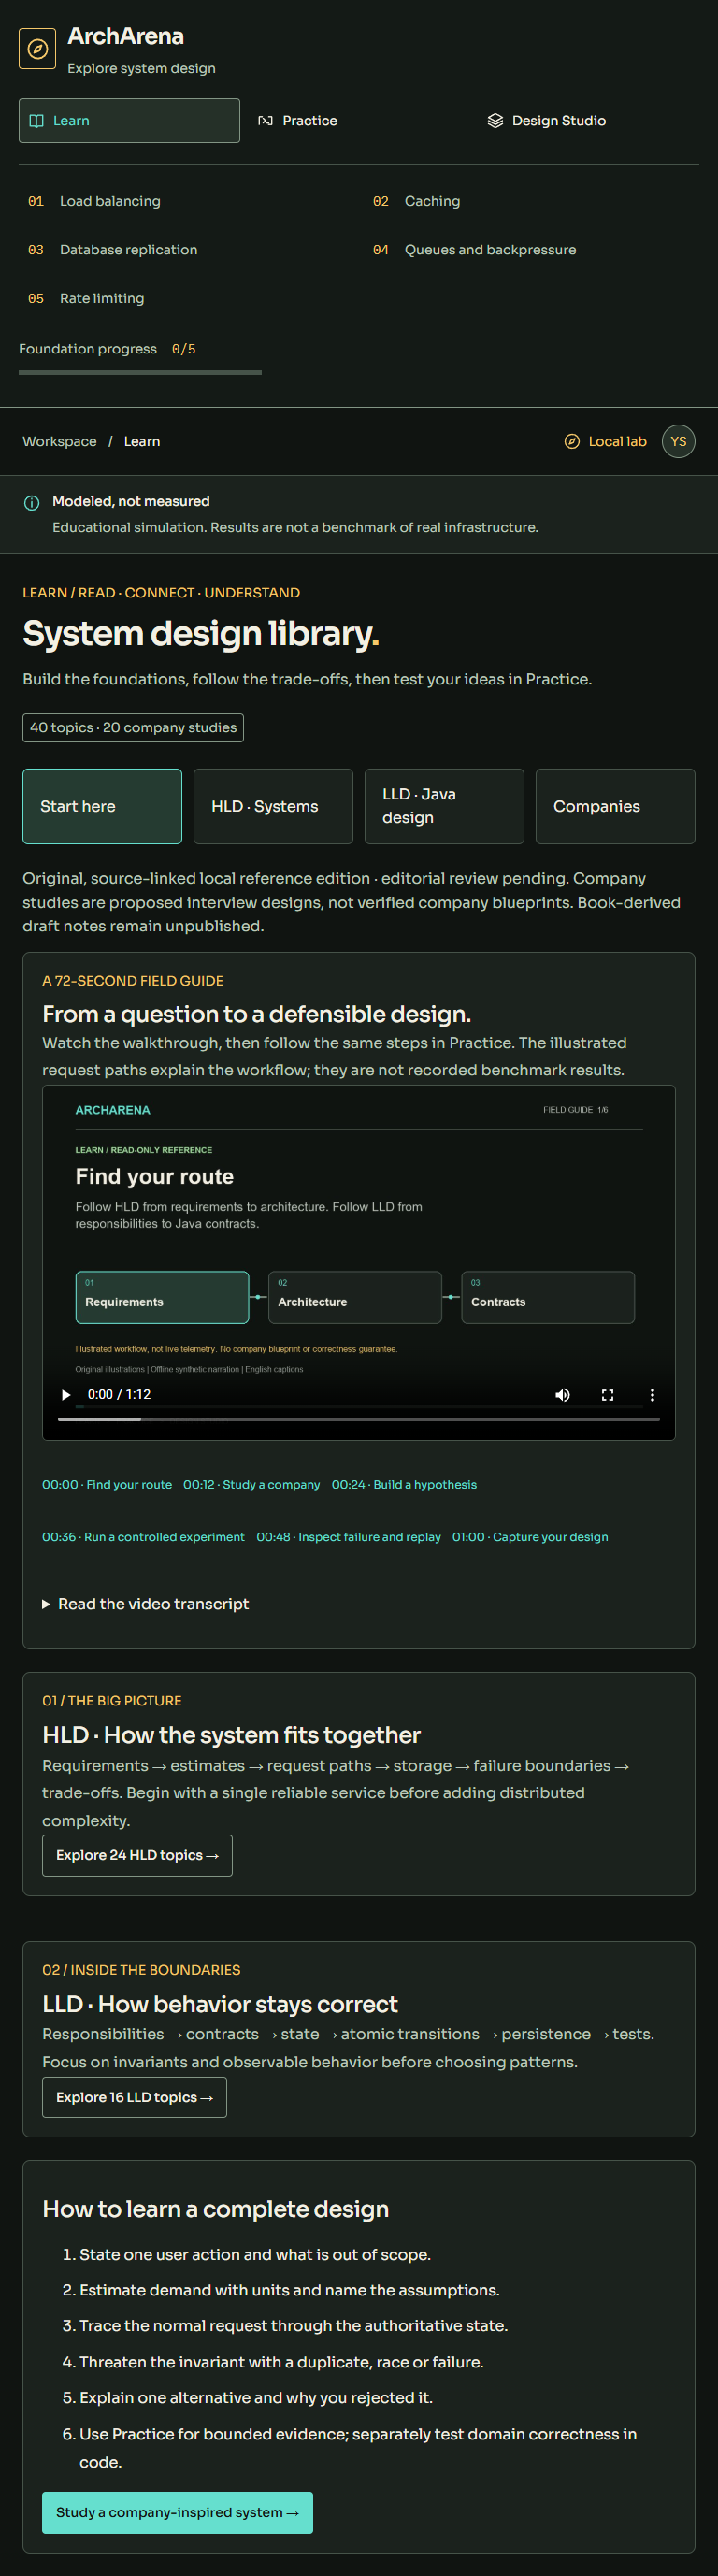 ArchArena
Explore system design
Learn
Practice
Design Studio
01 Load balancing
02 Caching
03 Database replication
04 Queues and backpressure
05 Rate limiting
Foundation progress 0/5
Workspace / Learn
Local lab
YS
Modeled, not measured
Educational simulation. Results are not a benchmark of real infrastructure.
LEARN / READ · CONNECT · UNDERSTAND
System design library.
Build the foundations, follow the trade-offs, then test your ideas in Practice.
40 topics · 20 company studies
Start here
HLD · Systems
LLD · Java
design
Companies
Original, source-linked local reference edition · editorial review pending. Company
studies are proposed interview designs, not verified company blueprints. Book-derived
draft notes remain unpublished.
A 72-SECOND FIELD GUIDE
From a question to a defensible design.
Watch the walkthrough, then follow the same steps in Practice. The illustrated
request paths explain the workflow; they are not recorded benchmark results.
ARCHARENA
FIELD GUIDE 1/6
LEARN / READ-ONLY REFERENCE
Find your route
Follow HLD from requirements to architecture. Follow LLD from
responsibilities to Java contracts.
01
Requirements
02
Architecture
03
Contracts
Illustrated workflow, not live telemetry. No company blueprint or correctness guarantee.
Original illustrations | Offline synthetic narration | English captions
0:00 / 1:12
00:00 · Find your route 00:12 · Study a company 00:24 · Build a hypothesis
00:36 · Run a controlled experiment 00:48 · Inspect failure and replay 01:00 · Capture your design
Read the video transcript
01 / THE BIG PICTURE
HLD · How the system fits together
Requirements → estimates → request paths → storage → failure boundaries →
trade-offs. Begin with a single reliable service before adding distributed
complexity.
Explore 24 HLD topics →
02 / INSIDE THE BOUNDARIES
LLD · How behavior stays correct
Responsibilities → contracts → state → atomic transitions → persistence → tests.
Focus on invariants and observable behavior before choosing patterns.
Explore 16 LLD topics →
How to learn a complete design
1. State one user action and what is out of scope.
2. Estimate demand with units and name the assumptions.
3. Trace the normal request through the authoritative state.
4. Threaten the invariant with a duplicate, race or failure.
5. Explain one alternative and why you rejected it.
6. Use Practice for bounded evidence; separately test domain correctness in
code.
Study a company-inspired system →